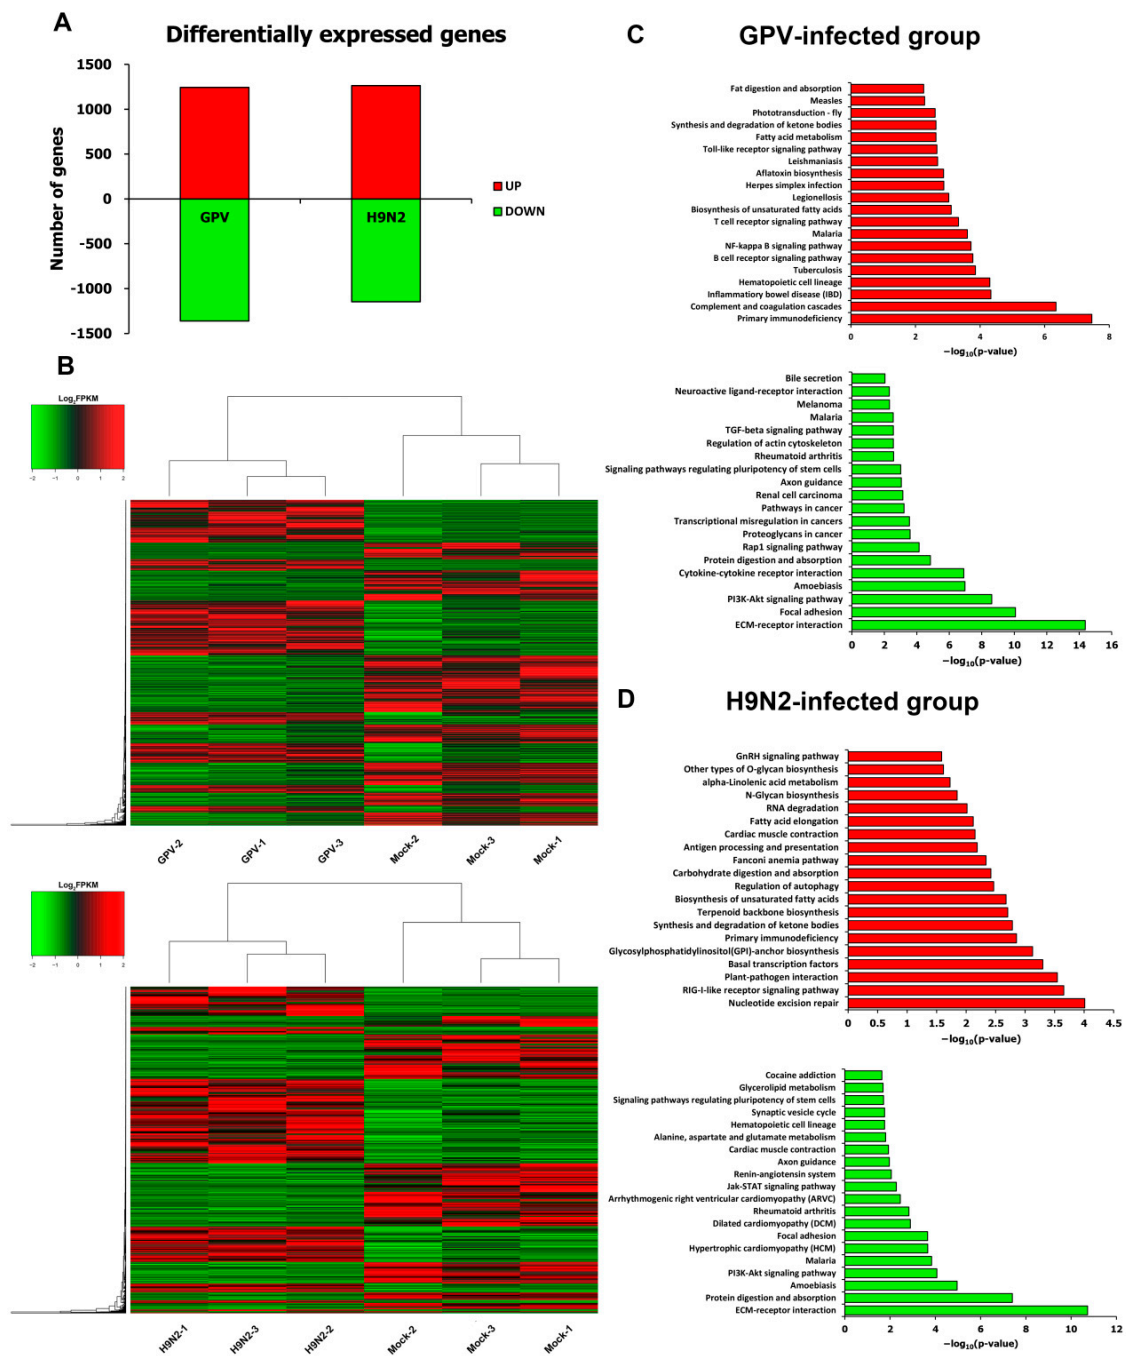 A
Differentially expressed genes
1500
1000
500
0
-500
-1000
-1500
Number of genes
GPV
H9N2
UP
DOWN
B
Log2FPKM
-2 -1 0 1 2
GPV-2
GPV-1
GPV-3
Mock-2
Mock-3
Mock-1
Log2FPKM
-2 -1 0 1 2
H9N2-1
H9N2-3
H9N2-2
Mock-2
Mock-3
Mock-1
C
GPV-infected group
Fat digestion and absorption
Measles
Phototransduction - fly
Synthesis and degradation of ketone bodies
Fatty acid metabolism
Toll-like receptor signaling pathway
Leishmaniasis
Aflatoxin biosynthesis
Herpes simplex infection
Legionellosis
Biosynthesis of unsaturated fatty acids
T cell receptor signaling pathway
Malaria
NF-kappa B signaling pathway
B cell receptor signaling pathway
Tuberculosis
Hematopoietic cell lineage
Inflammatiory bowel disease (IBD)
Complement and coagulation cascades
Primary immunodeficiency
0 2 4 6 8
−log10(p-value)
Bile secretion
Neuroactive ligand-receptor interaction
Melanoma
Malaria
TGF-beta signaling pathway
Regulation of actin cytoskeleton
Rheumatoid arthritis
Signaling pathways regulating pluripotency of stem cells
Axon guidance
Renal cell carcinoma
Pathways in cancer
Transcriptional misregulation in cancers
Proteoglycans in cancer
Rap1 signaling pathway
Protein digestion and absorption
Cytokine-cytokine receptor interaction
Amoebiasis
PI3K-Akt signaling pathway
Focal adhesion
ECM-receptor interaction
0 2 4 6 8 10 12 14 16
−log10(p-value)
D
H9N2-infected group
GnRH signaling pathway
Other types of O-glycan biosynthesis
alpha-Linolenic acid metabolism
N-Glycan biosynthesis
RNA degradation
Fatty acid elongation
Cardiac muscle contraction
Antigen processing and presentation
Fanconi anemia pathway
Carbohydrate digestion and absorption
Regulation of autophagy
Biosynthesis of unsaturated fatty acids
Terpenoid backbone biosynthesis
Synthesis and degradation of ketone bodies
Primary immunodeficiency
Glycosylphosphatidylinositol(GPI)-anchor biosynthesis
Basal transcription factors
Plant-pathogen interaction
RIG-I-like receptor signaling pathway
Nucleotide excision repair
0 0.5 1 1.5 2 2.5 3 3.5 4 4.5
−log10(p-value)
Cocaine addiction
Glycerolipid metabolism
Signaling pathways regulating pluripotency of stem cells
Synaptic vesicle cycle
Hematopoietic cell lineage
Alanine, aspartate and glutamate metabolism
Cardiac muscle contraction
Axon guidance
Renin-angiotensin system
Jak-STAT signaling pathway
Arrhythmogenic right ventricular cardiomyopathy (ARVC)
Rheumatoid arthritis
Dilated cardiomyopathy (DCM)
Focal adhesion
Hypertrophic cardiomyopathy (HCM)
Malaria
PI3K-Akt signaling pathway
Amoebiasis
Protein digestion and absorption
ECM-receptor interaction
0 2 4 6 8 10 12
−log10(p-value)